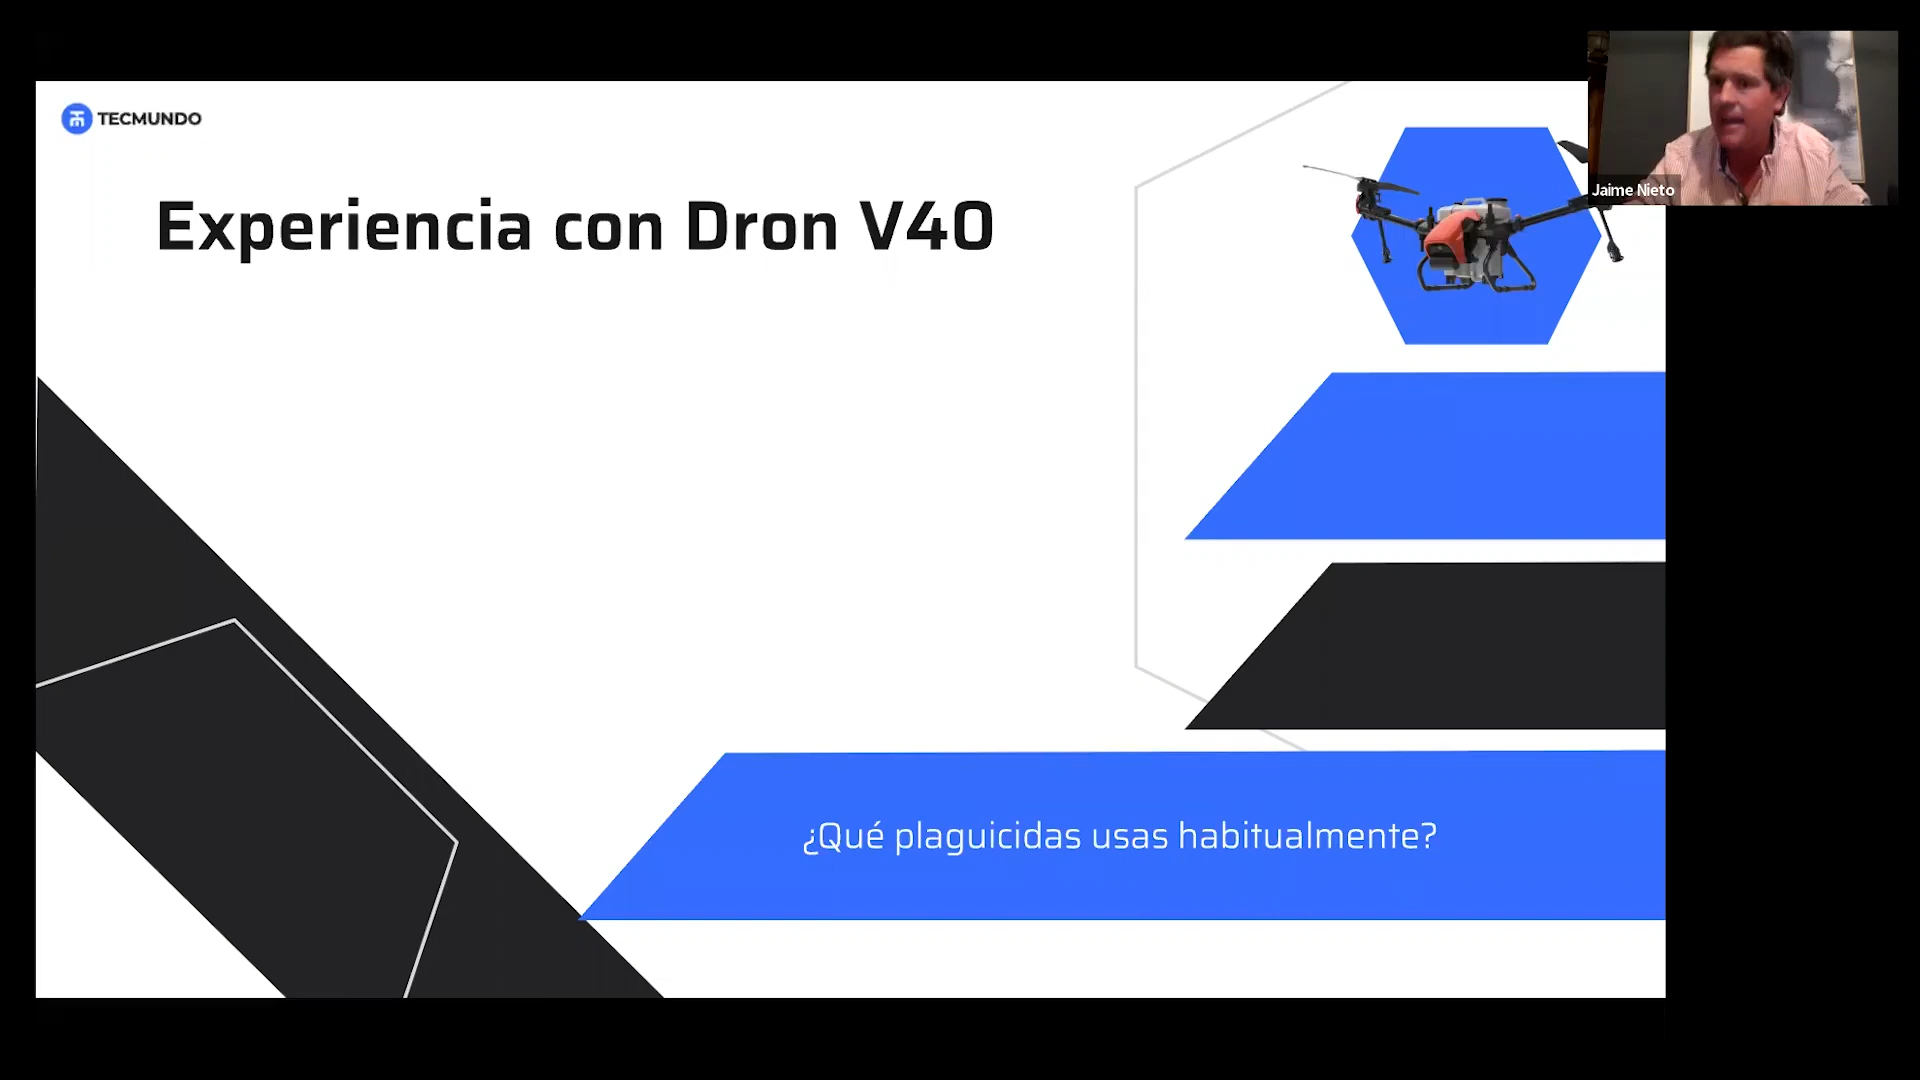 TECMUNDO
Jaime Nieto
Experiencia con Dron V40
¿Qué plaguicidas usas habitualmente?